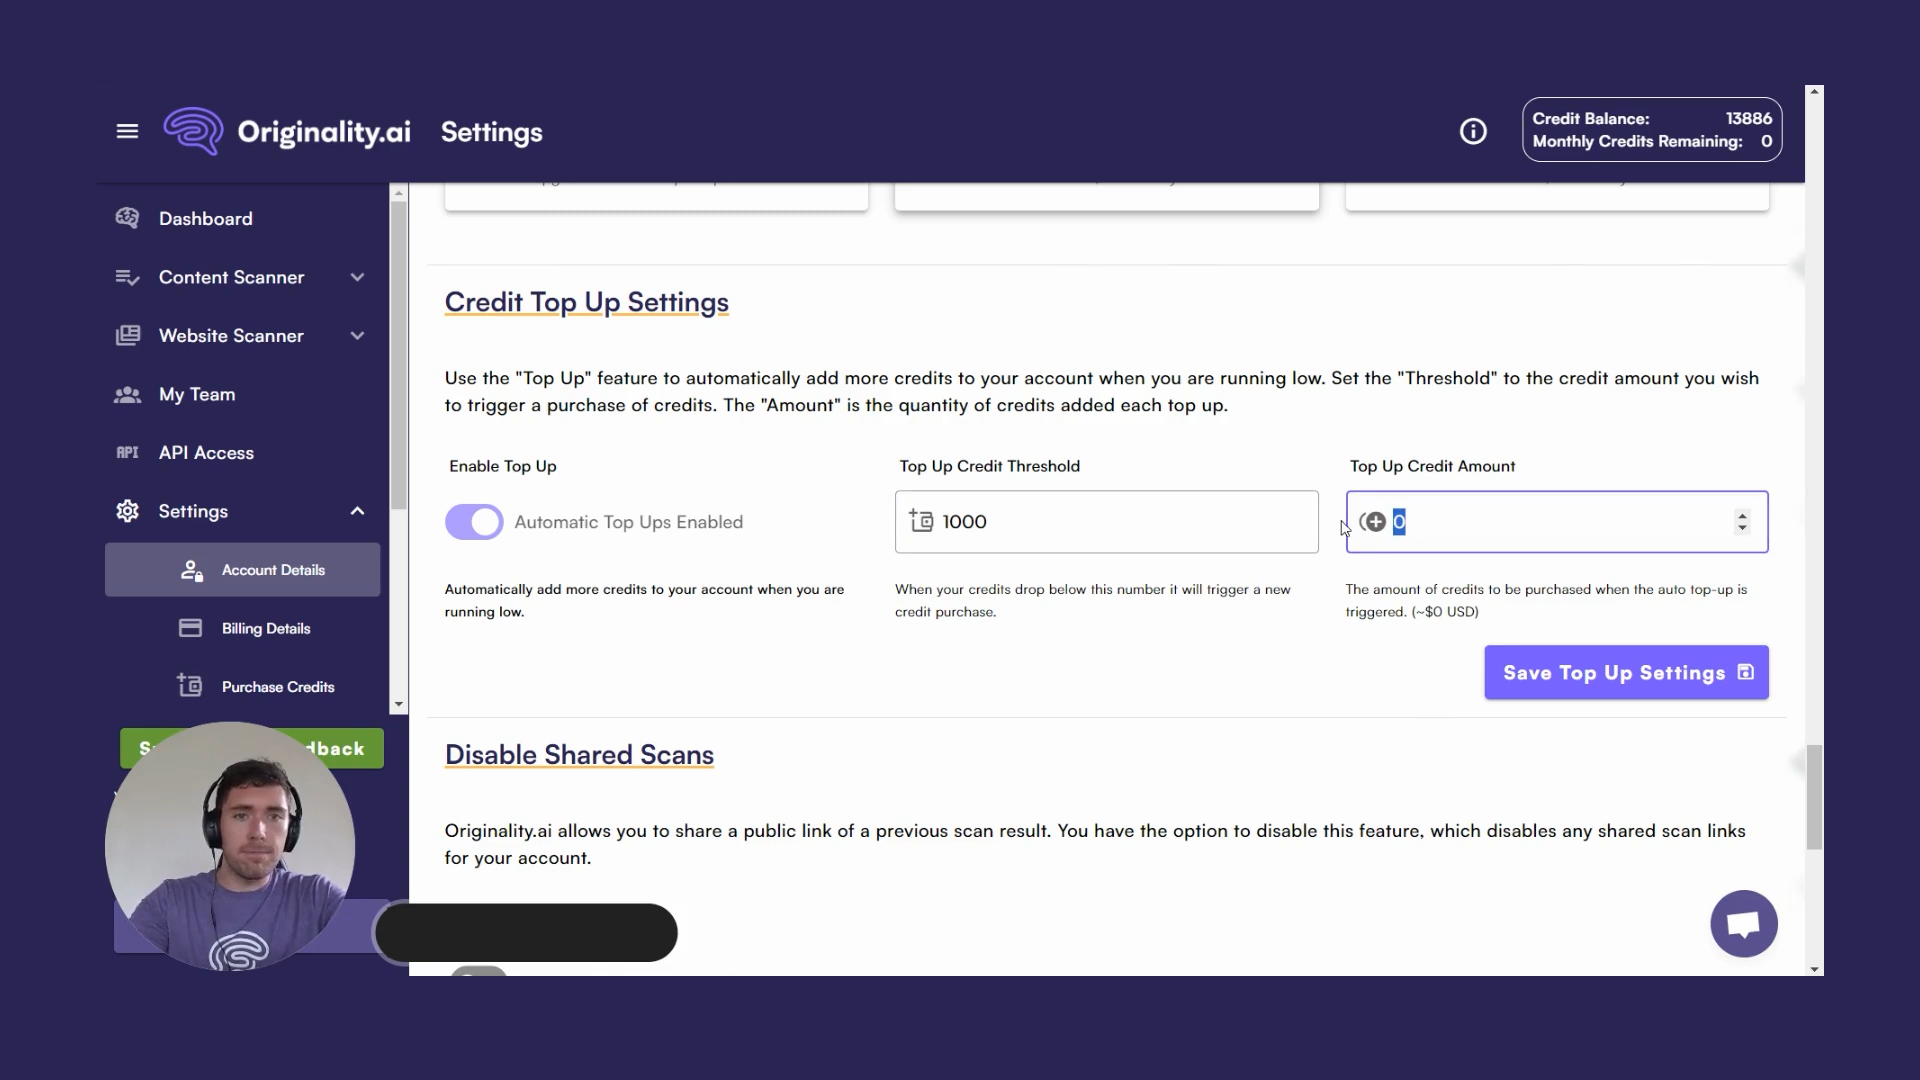 Originality.ai
Settings
Credit Balance: 13886
Monthly Credits Remaining: 0
Dashboard
Content Scanner
Website Scanner
My Team
API
API Access
Settings
Account Details
Billing Details
Purchase Credits
Credit Top Up Settings
Use the "Top Up" feature to automatically add more credits to your account when you are running low. Set the "Threshold" to the credit amount you wish
to trigger a purchase of credits. The "Amount" is the quantity of credits added each top up.
Enable Top Up
Automatic Top Ups Enabled
Automatically add more credits to your account when you are
running low.
Top Up Credit Threshold
1000
When your credits drop below this number it will trigger a new
credit purchase.
Top Up Credit Amount
0
The amount of credits to be purchased when the auto top-up is
triggered. (~$0 USD)
Save Top Up Settings
Disable Shared Scans
Originality.ai allows you to share a public link of a previous scan result. You have the option to disable this feature, which disables any shared scan links
for your account.